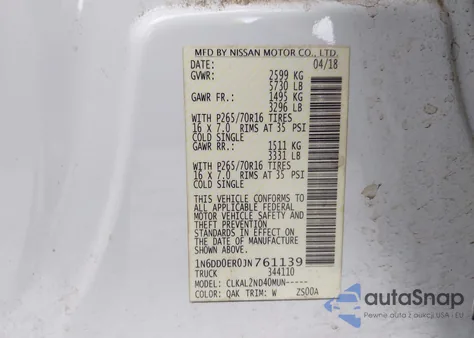 MFD BY NISSAN MOTOR CO., LTD.
DATE: 04/18
GVWR: 2599 KG
5730 LB
GAWR FR.: 1495 KG
3296 LB
WITH P265/70R16 TIRES
16 X 7.0 RIMS AT 35 PSI
COLD SINGLE
GAWR RR.: 1511 KG
3331 LB
WITH P265/70R16 TIRES
16 X 7.0 RIMS AT 35 PSI
COLD SINGLE
THIS VEHICLE CONFORMS TO
ALL APPLICABLE FEDERAL
MOTOR VEHICLE SAFETY AND
THEFT PREVENTION
STANDARDS IN EFFECT ON
THE DATE OF MANUFACTURE
SHOWN ABOVE.
1N6DD0ER0JN761139
TRUCK 344110
MODEL: CLKALZND40MUN-----
COLOR: QAK TRIM: W ZS00A
autoSnap
Pewne auta z USA i EU